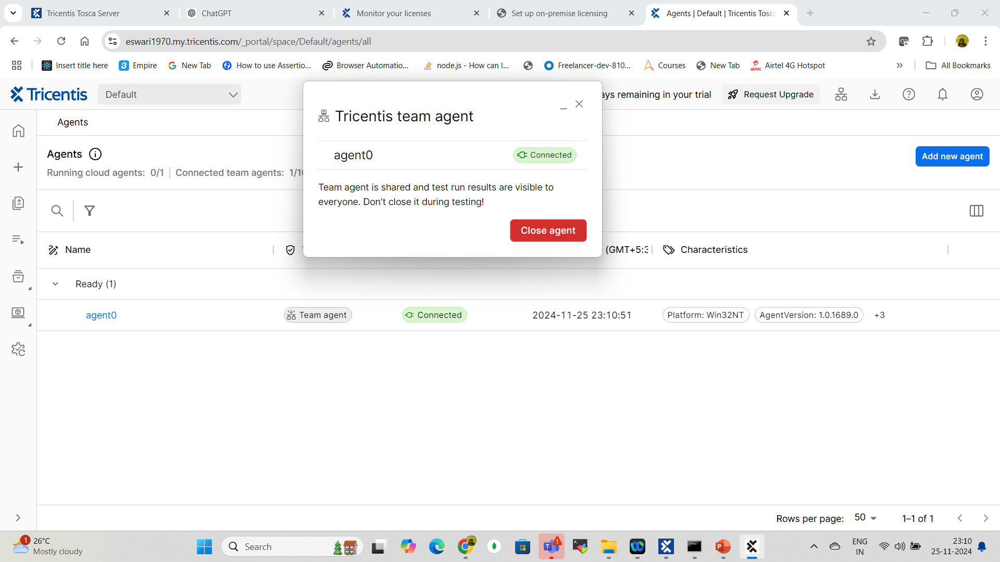 Tricentis Tosca Server
ChatGPT
Monitor your licenses
Set up on-premise licensing
Agents | Default | Tricentis Tosca
eswari1970.my.tricentis.com/_portal/space/Default/agents/all
Insert title here
Empire
New Tab
How to use Assertio...
Browser Automatio...
node.js - How can I...
Freelancer-dev-810...
Courses
New Tab
airtel
Airtel 4G Hotspot
All Bookmarks
Tricentis
Default
ays remaining in your trial
Request Upgrade
Agents
Agents
Add new agent
Running cloud agents: 0/1
Connected team agents: 1/10
Tricentis team agent
agent0
Connected
Team agent is shared and test run results are visible to
everyone. Don't close it during testing!
Close agent
Name
(GMT+5:3
Characteristics
Ready (1)
agent0
Team agent
Connected
2024-11-25 23:10:51
Platform: Win32NT
AgentVersion: 1.0.1689.0
+3
Rows per page: 50
1–1 of 1
1
26°C
Mostly cloudy
Search
ENG
IN
23:10
25-11-2024